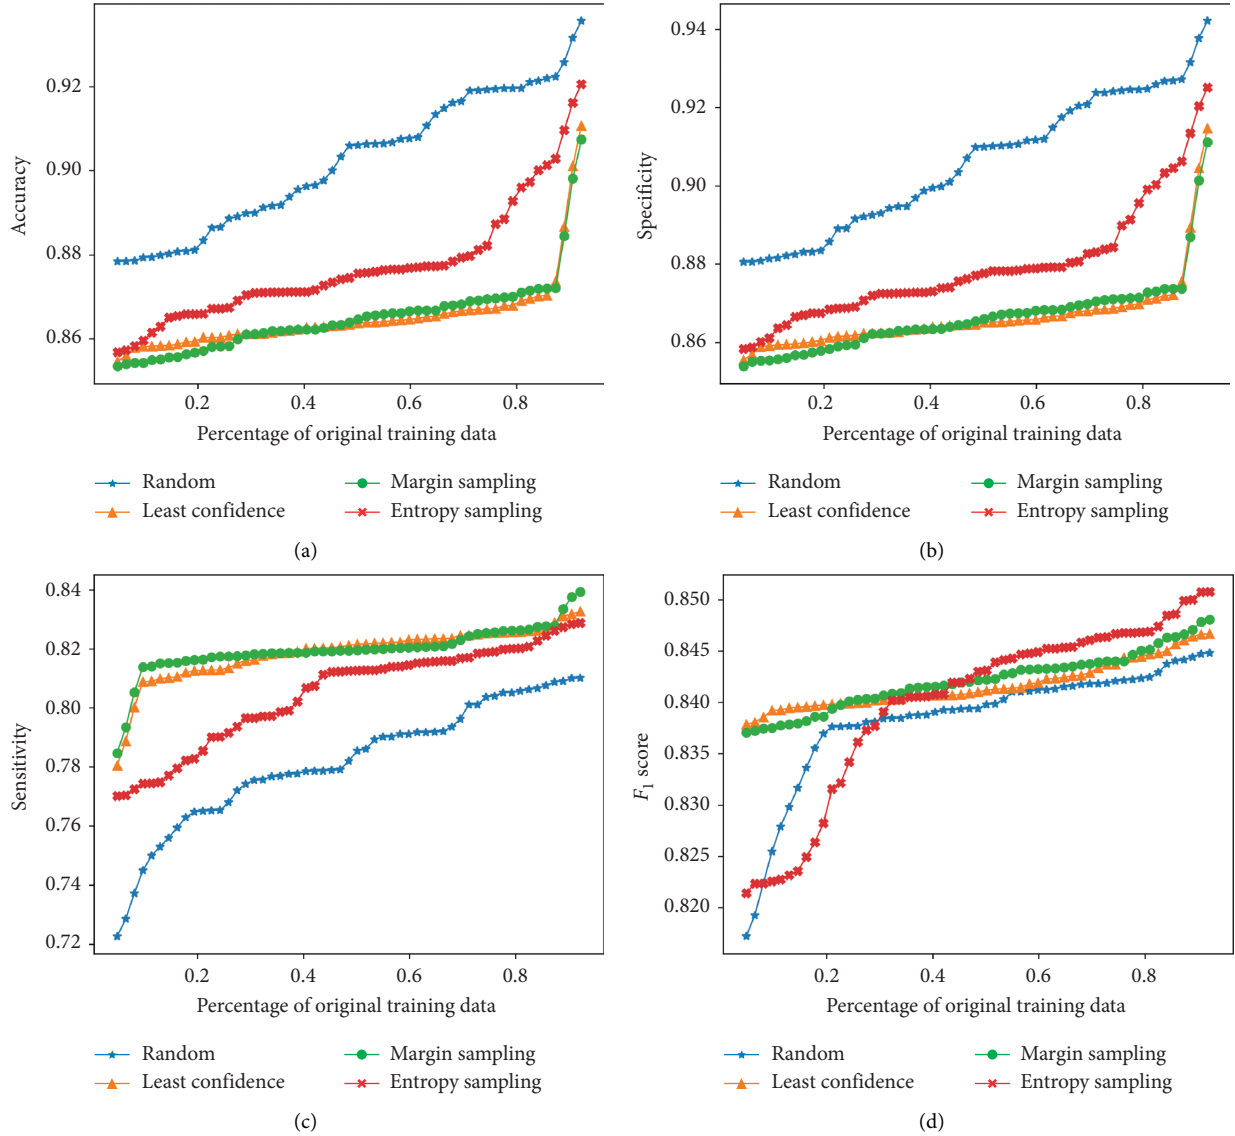 0.92
0.90
0.88
0.86
Accuracy
0.2 0.4 0.6 0.8
Percentage of original training data
Random Margin sampling
Least confidence Entropy sampling
(a)
0.94
0.92
0.90
0.88
0.86
Specificity
0.2 0.4 0.6 0.8
Percentage of original training data
Random Margin sampling
Least confidence Entropy sampling
(b)
0.84
0.82
0.80
0.78
0.76
0.74
0.72
Sensitivity
0.2 0.4 0.6 0.8
Percentage of original training data
Random Margin sampling
Least confidence Entropy sampling
(c)
0.850
0.845
0.840
0.835
0.830
0.825
0.820
F1 score
0.2 0.4 0.6 0.8
Percentage of original training data
Random Margin sampling
Least confidence Entropy sampling
(d)